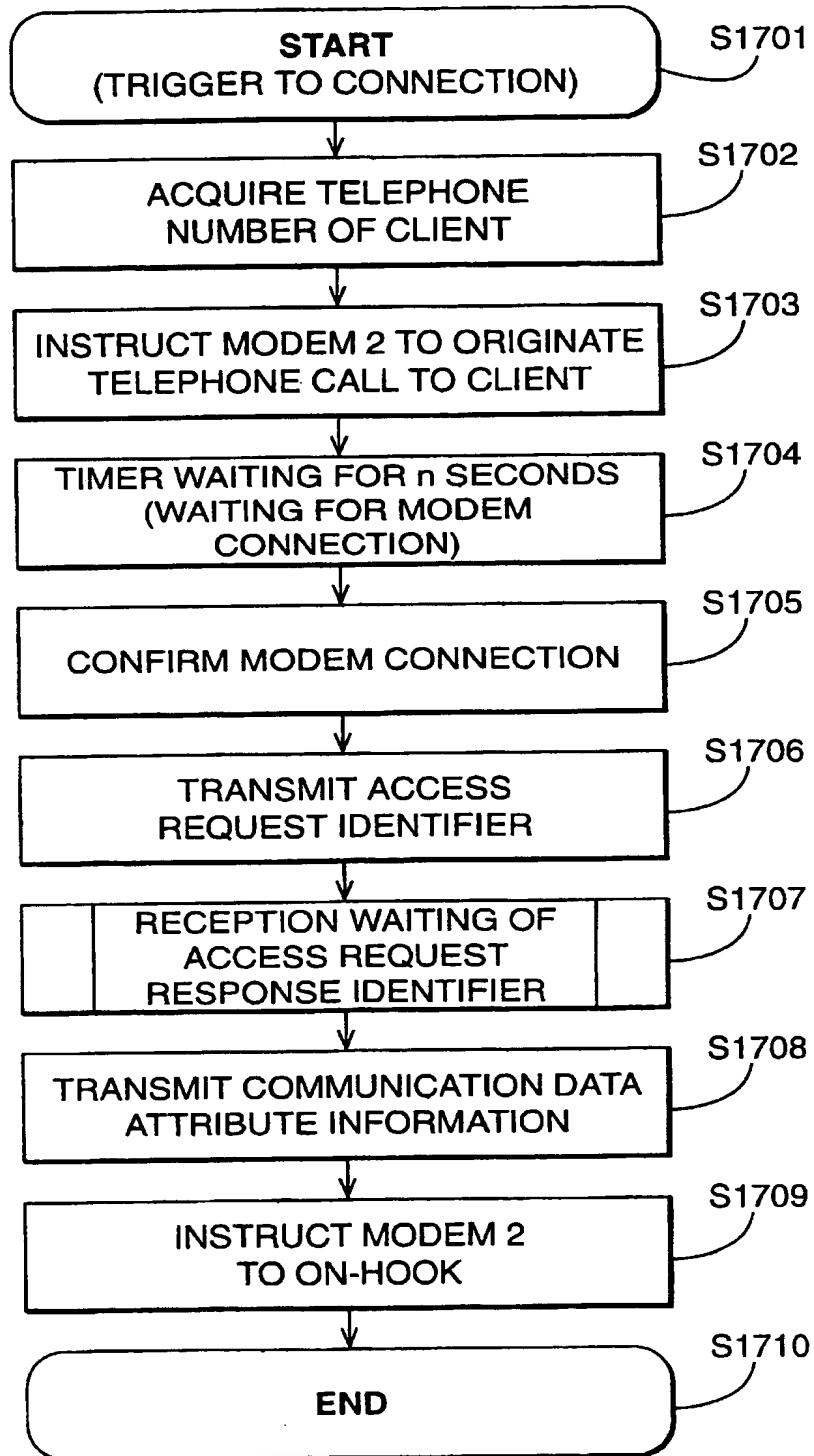 START
(TRIGGER TO CONNECTION)
S1701
ACQUIRE TELEPHONE
NUMBER OF CLIENT
S1702
INSTRUCT MODEM 2 TO ORIGINATE
TELEPHONE CALL TO CLIENT
S1703
TIMER WAITING FOR n SECONDS
(WAITING FOR MODEM
CONNECTION)
S1704
CONFIRM MODEM CONNECTION
S1705
TRANSMIT ACCESS
REQUEST IDENTIFIER
S1706
RECEPTION WAITING OF
ACCESS REQUEST
RESPONSE IDENTIFIER
S1707
TRANSMIT COMMUNICATION DATA
ATTRIBUTE INFORMATION
S1708
INSTRUCT MODEM 2
TO ON-HOOK
S1709
END
S1710